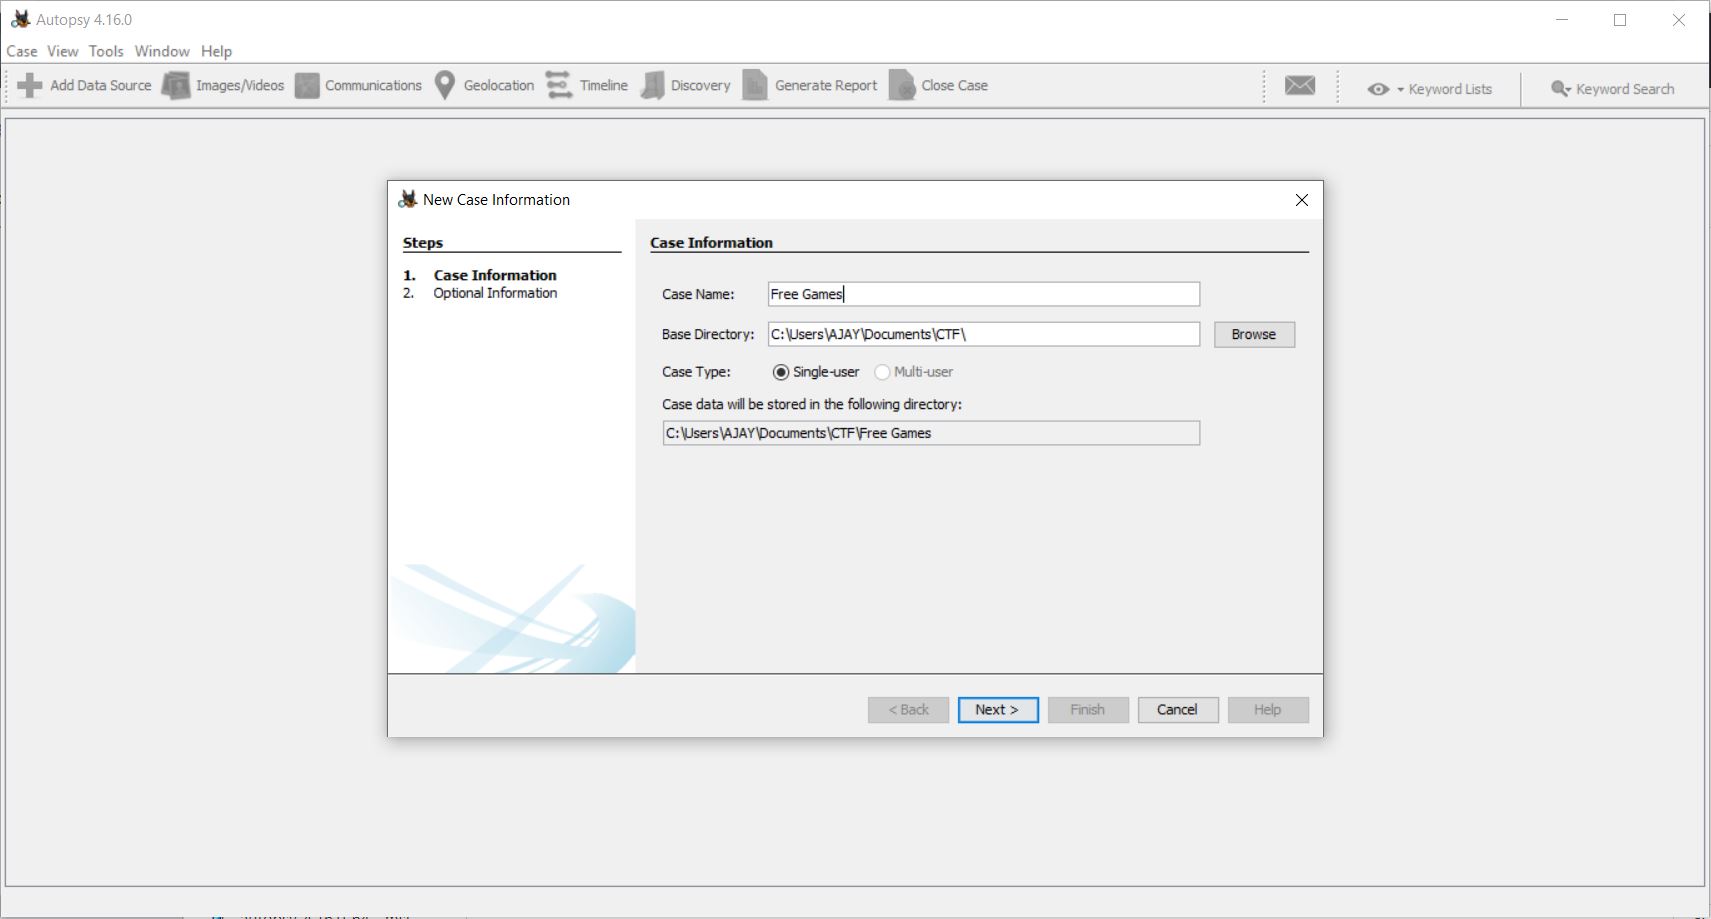 Autopsy 4.16.0
Case View Tools Window Help
Add Data Source Images/Videos Communications Geolocation Timeline Discovery Generate Report Close Case Keyword Lists Keyword Search
New Case Information
Steps
1. Case Information
2. Optional Information
Case Information
Case Name: Free Games
Base Directory: C:\Users\AJAY\Documents\CTF\ Browse
Case Type: Single-user Multi-user
Case data will be stored in the following directory:
C:\Users\AJAY\Documents\CTF\Free Games
< Back Next > Finish Cancel Help